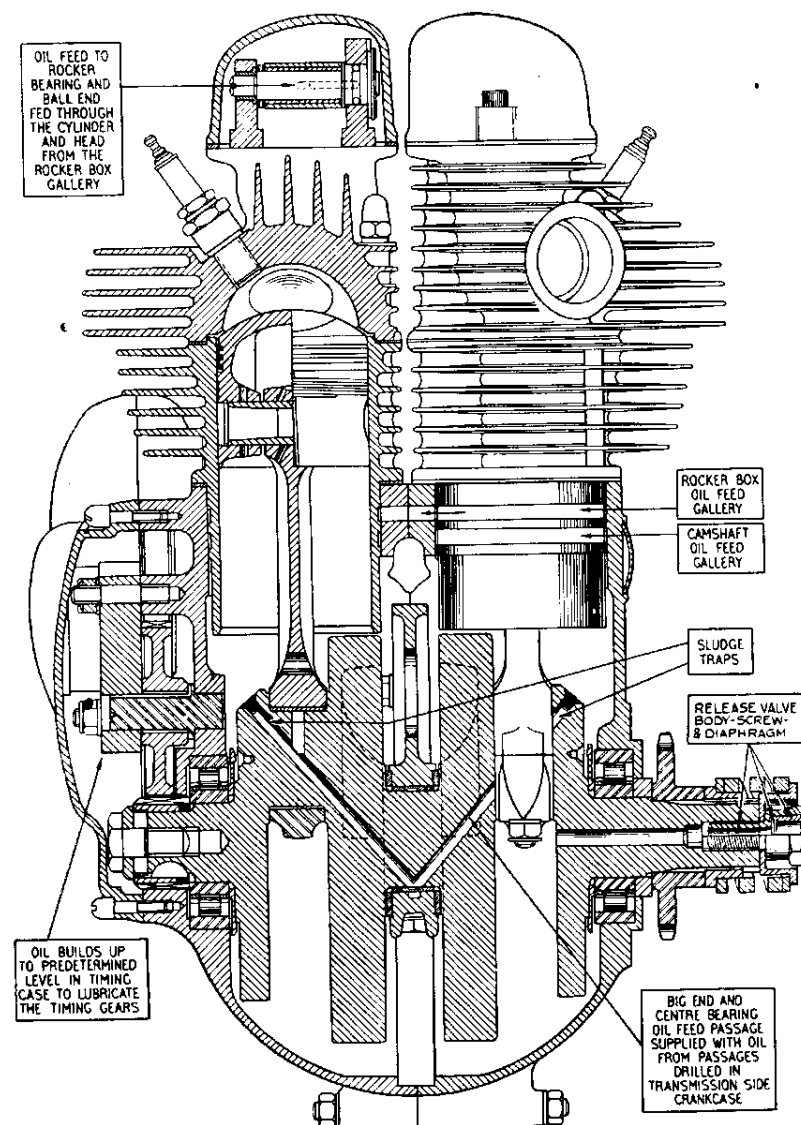 OIL FEED TO
ROCKER
BEARING AND
BALL END
FED THROUGH
THE CYLINDER
AND HEAD
FROM THE
ROCKER BOX
GALLERY
ROCKER BOX
OIL FEED
GALLERY
CAMSHAFT
OIL FEED
GALLERY
SLUDGE
TRAPS
RELEASE VALVE
BODY-SCREW-
& DIAPHRAGM
OIL BUILDS UP
TO PREDETERMINED
LEVEL IN TIMING
CASE TO LUBRICATE
THE TIMING GEARS
BIG END AND
CENTRE BEARING
OIL FEED PASSAGE
SUPPLIED WITH OIL
FROM PASSAGES
DRILLED IN
TRANSMISSION SIDE
CRANKCASE